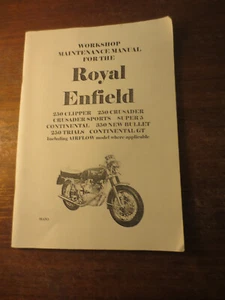 WORKSHOP
MAINTENANCE MANUAL
FOR THE
Royal
Enfield
250 CLIPPER 250 CRUSADER
CRUSADER SPORTS SUPER 5
CONTINENTAL 350 NEW BULLET
250 TRIALS CONTINENTAL GT
Including AIRFLOW model where applicable